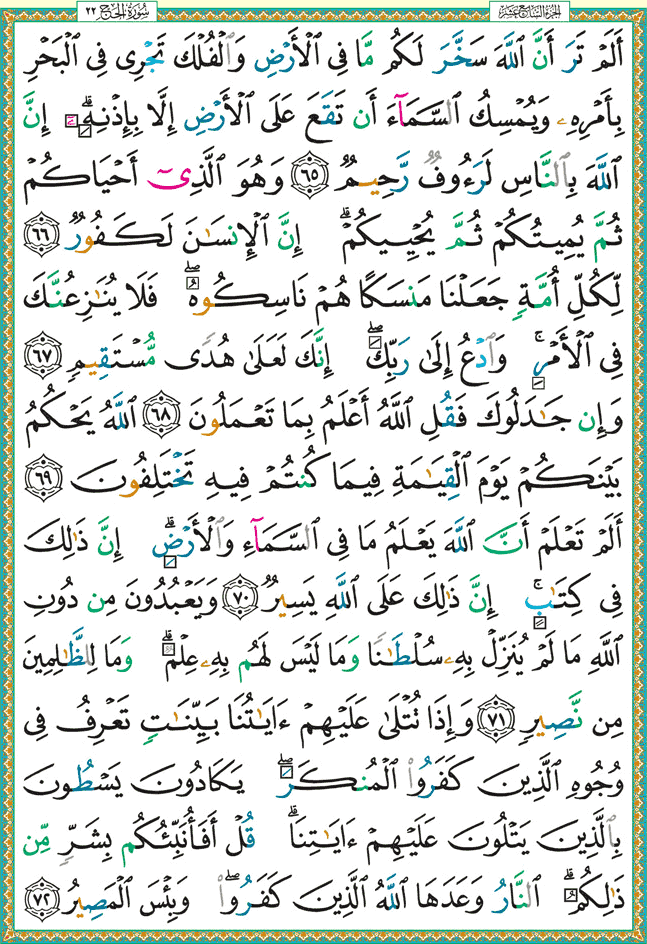 الجزء السابع عشر
سورة الحج ٢٢
أَلَمْ تَرَ أَنَّ ٱللَّهَ سَخَّرَ لَكُم مَّا فِى ٱلْأَرْضِ وَٱلْفُلْكَ تَجْرِى فِى ٱلْبَحْرِ
بِأَمْرِهِۦ وَيُمْسِكُ ٱلسَّمَآءَ أَن تَقَعَ عَلَى ٱلْأَرْضِ إِلَّا بِإِذْنِهِۦٓ ۗ إِنَّ
ٱللَّهَ بِٱلنَّاسِ لَرَءُوفٌ رَّحِيمٌ ٦٥ وَهُوَ ٱلَّذِىٓ أَحْيَاكُمْ
ثُمَّ يُمِيتُكُمْ ثُمَّ يُحْيِيكُمْ ۗ إِنَّ ٱلْإِنسَـٰنَ لَكَفُورٌ ٦٦
لِّكُلِّ أُمَّةٍ جَعَلْنَا مَنسَكًا هُمْ نَاسِكُوهُ ۖ فَلَا يُنَـٰزِعُنَّكَ
فِى ٱلْأَمْرِ ۚ وَٱدْعُ إِلَىٰ رَبِّكَ ۖ إِنَّكَ لَعَلَىٰ هُدًى مُّسْتَقِيمٍ ٦٧
وَإِن جَـٰدَلُوكَ فَقُلِ ٱللَّهُ أَعْلَمُ بِمَا تَعْمَلُونَ ٦٨ ٱللَّهُ يَحْكُمُ
بَيْنَكُمْ يَوْمَ ٱلْقِيَـٰمَةِ فِيمَا كُنتُمْ فِيهِ تَخْتَلِفُونَ ٦٩
أَلَمْ تَعْلَمْ أَنَّ ٱللَّهَ يَعْلَمُ مَا فِى ٱلسَّمَآءِ وَٱلْأَرْضِ ۗ إِنَّ ذَٰلِكَ
فِى كِتَـٰبٍ ۚ إِنَّ ذَٰلِكَ عَلَى ٱللَّهِ يَسِيرٌ ٧٠ وَيَعْبُدُونَ مِن دُونِ
ٱللَّهِ مَا لَمْ يُنَزِّلْ بِهِۦ سُلْطَـٰنًا وَمَا لَيْسَ لَهُم بِهِۦ عِلْمٌ ۗ وَمَا لِلظَّـٰلِمِينَ
مِن نَّصِيرٍ ٧١ وَإِذَا تُتْلَىٰ عَلَيْهِمْ ءَايَـٰتُنَا بَيِّنَـٰتٍ تَعْرِفُ فِى
وُجُوهِ ٱلَّذِينَ كَفَرُوا۟ ٱلْمُنكَرَ ۖ يَكَادُونَ يَسْطُونَ
بِٱلَّذِينَ يَتْلُونَ عَلَيْهِمْ ءَايَـٰتِنَا ۗ قُلْ أَفَأُنَبِّئُكُم بِشَرٍّ مِّن
ذَٰلِكُمُ ۗ ٱلنَّارُ وَعَدَهَا ٱللَّهُ ٱلَّذِينَ كَفَرُوا۟ ۖ وَبِئْسَ ٱلْمَصِيرُ ٧٢